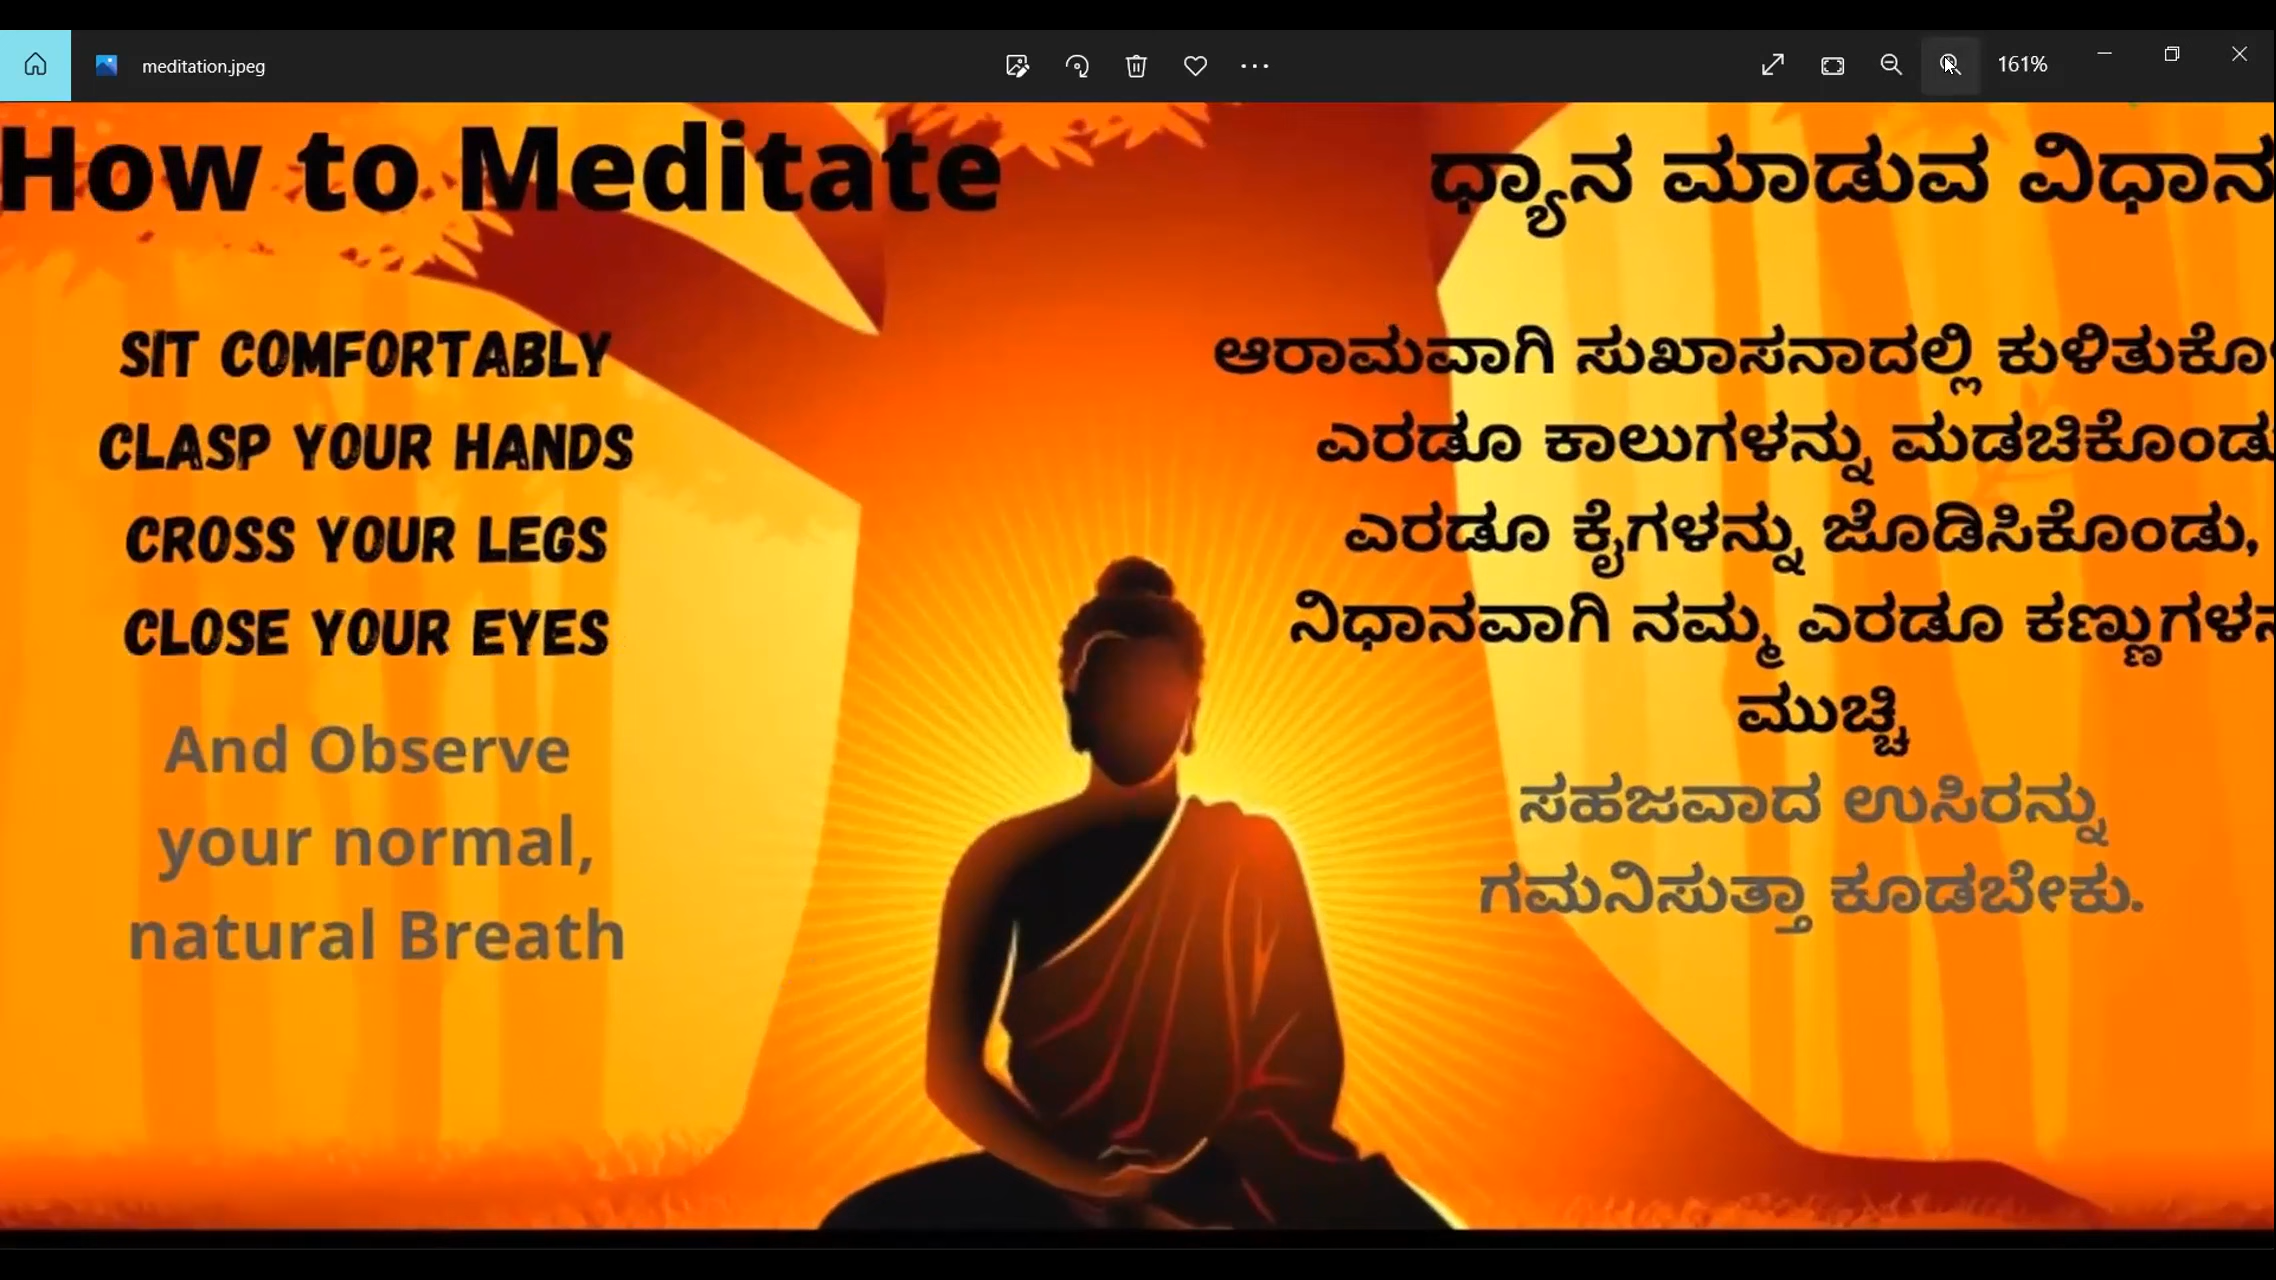 meditation.jpeg
161%
How to Meditate
SIT COMFORTABLY
CLASP YOUR HANDS
CROSS YOUR LEGS
CLOSE YOUR EYES
And Observe
your normal,
natural Breath
ಧ್ಯಾನ ಮಾಡುವ ವಿಧಾನ
ಆರಾಮವಾಗಿ ಸುಖಾಸನಾದಲ್ಲಿ
ಎರಡೂ ಕಾಲುಗಳನ್ನು ಮಡಚಿಕೊಂಡು
ಎರಡೂ ಕೈಗಳನ್ನು ಜೊಡಿಸಿಕೊಂಡು,
ನಿಧಾನವಾಗಿ ನಮ್ಮ ಎರಡೂ
ಮುಚ್ಚಿ
ಸಹಜವಾದ ಉಸಿರನ್ನು
ಗಮನಿಸುತ್ತಾ ಕೂಡಬೇಕು.